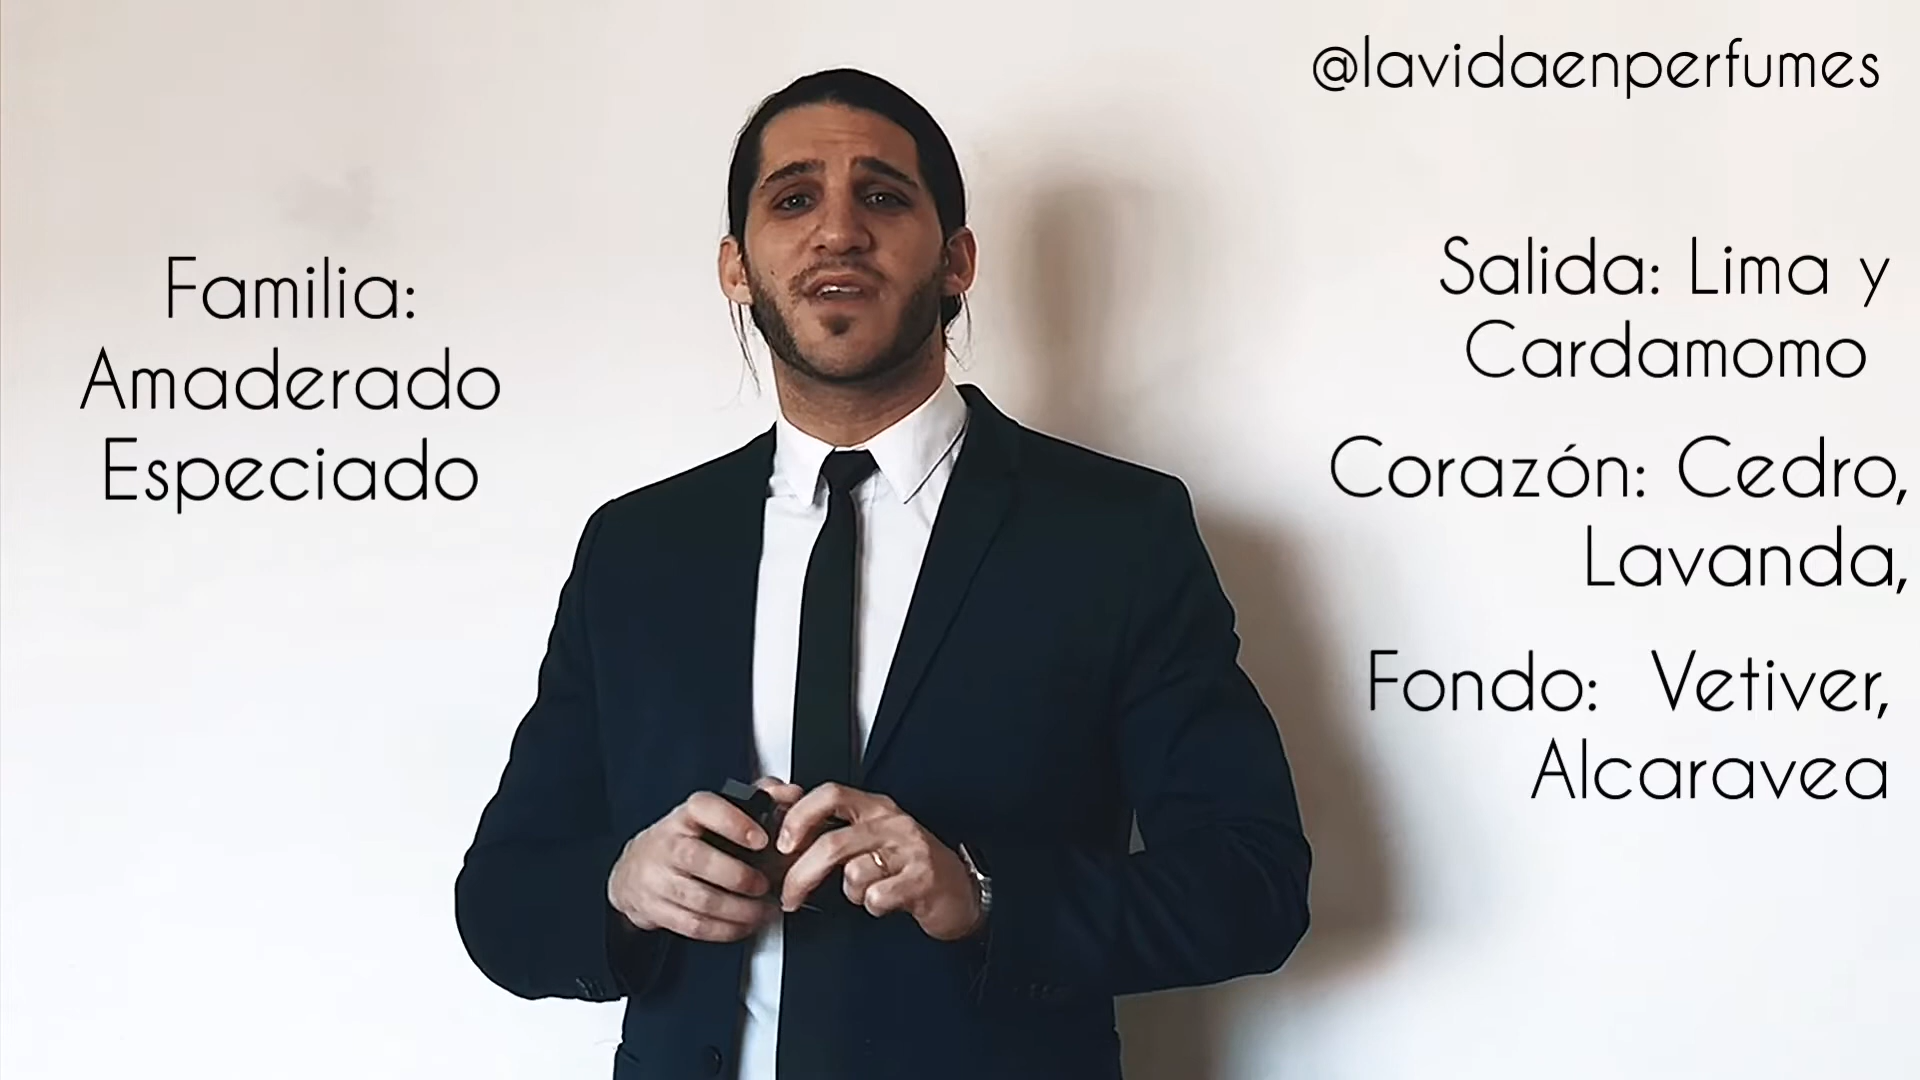 @lavidaenperfumes
Familia:
Amaderado
Especiado
Salida: Lima y
Cardamomo
Corazón: Cedro,
Lavanda,
Fondo: Vetiver,
Alcaravea